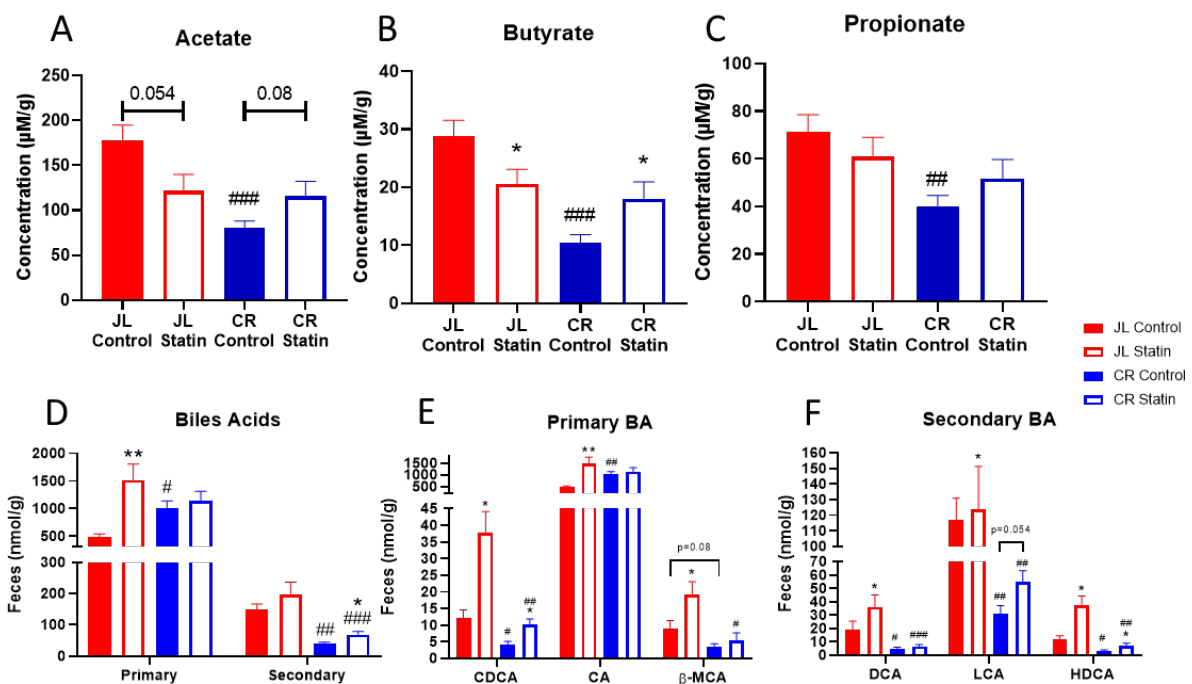 A
Acetate
Concentration (µM/g)
250
200
150
100
50
0
0.054
0.08
###
JL Control
JL Statin
CR Control
CR Statin
B
Butyrate
Concentration (µM/g)
40
30
20
10
0
*
###
*
JL Control
JL Statin
CR Control
CR Statin
C
Propionate
Concentration (µM/g)
100
80
60
40
20
0
##
JL Control
JL Statin
CR Control
CR Statin
JL Control
JL Statin
CR Control
CR Statin
D
Biles Acids
Feces (nmol/g)
2000
1500
1000
500
300
200
100
0
**
#
##
*
###
Primary
Secondary
E
Primary BA
Feces (nmol/g)
1500
1000
500
45
40
35
30
25
20
15
10
5
0
*
#
##
*
**
##
p=0.08
*
#
CDCA
CA
β-MCA
F
Secondary BA
Feces (nmol/g)
160
150
140
130
120
110
100
70
60
50
40
30
20
10
0
*
#
###
*
p=0.054
##
##
*
#
##
*
DCA
LCA
HDCA